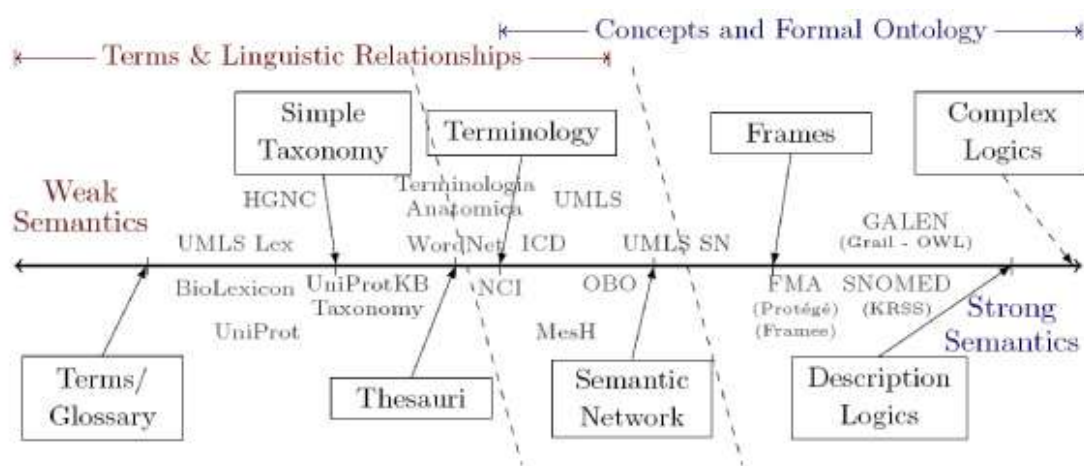 Concepts and Formal Ontology
Terms & Linguistic Relationships
Simple
Taxonomy
Terminology
Frames
Complex
Logics
Weak
Semantics
HGNC
Terminologia
Anatomica
UMLS
GALEN
(Grail - OWL)
UMLS Lex
WordNet
ICD
UMLS SN
BioLexicon
UniProtKB
Taxonomy
NCI
OBO
FMA
(Protégé)
(Frames)
SNOMED
(KRSS)
Strong
Semantics
UniProt
MesH
Terms/
Glossary
Thesauri
Semantic
Network
Description
Logics